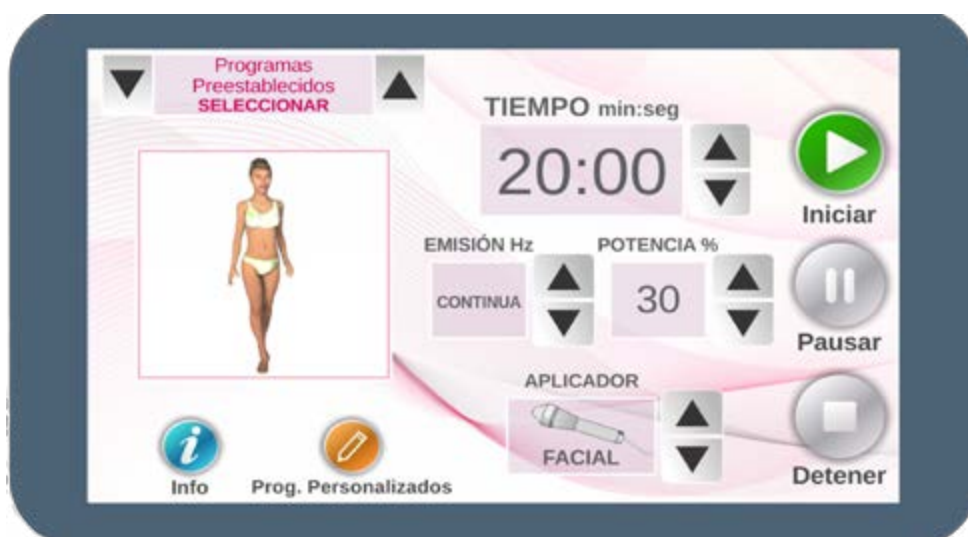 Programas
Preestablecidos
SELECCIONAR
TIEMPO min:seg
20:00
Iniciar
EMISIÓN Hz
POTENCIA %
CONTINUA
30
Pausar
APLICADOR
FACIAL
Detener
Info
Prog. Personalizados